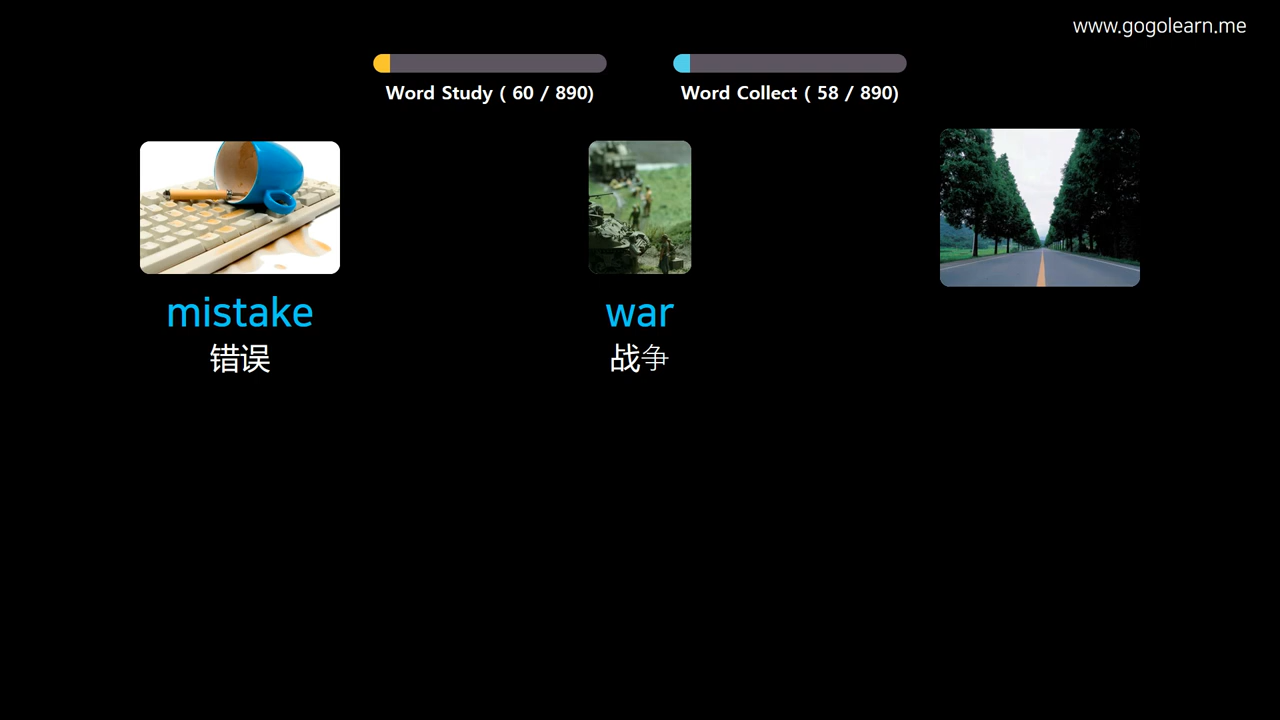 www.gogolearn.me
Word Study ( 60 / 890)
Word Collect ( 58 / 890)
mistake
错误
war
战争